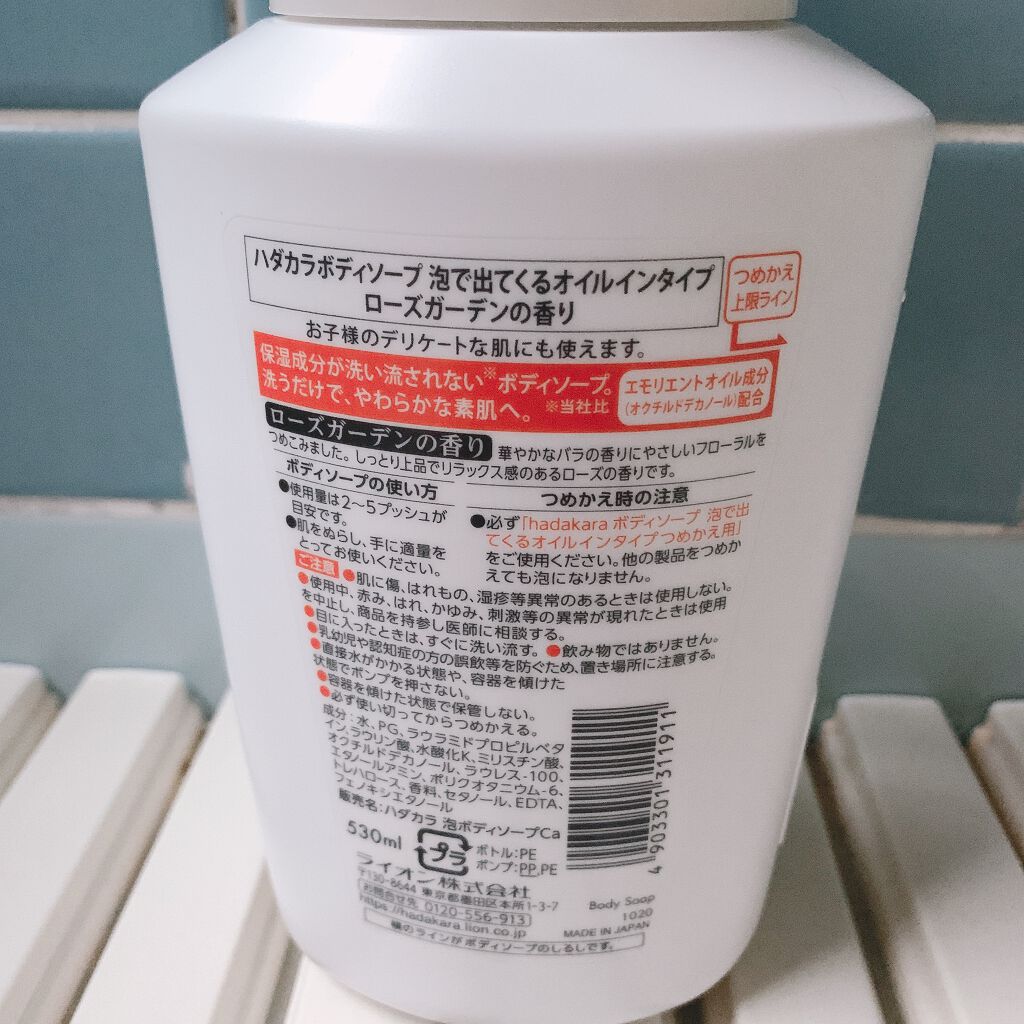 ハダカラボディソープ 泡で出てくるオイルインタイプ
ローズガーデンの香り
つめかえ
上限ライン
お子様のデリケートな肌にも使えます。
保湿成分が洗い流されない※ボディソープ。
洗うだけで、やわらかな素肌へ。 ※当社比
エモリエントオイル成分
(オクチルドデカノール)配合
ローズガーデンの香り 華やかなバラの香りにやさしいフローラルを
つめこみました。しっとり上品でリラックス感のあるローズの香りです。
ボディソープの使い方
●使用量は2〜5プッシュが
目安です。
●肌をぬらし、手に適量を
とってお使いください。
つめかえ時の注意
●必ず「hadakara ボディソープ 泡で出
てくるオイルインタイプつめかえ用」
をご使用ください。他の製品をつめか
えても泡になりません。
ご注意 ●肌に傷、はれもの、湿疹等異常のあるときは使用しない。
●使用中、赤み、はれ、かゆみ、刺激等の異常が現れたときは使用
を中止し、商品を持参し医師に相談する。
●目に入ったときは、すぐに洗い流す。 ●飲み物ではありません。
●乳幼児や認知症の方の誤飲等を防ぐため、置き場所に注意する。
●直接水がかかる状態や、容器を傾けた
状態でポンプを押さない。
●容器を傾けた状態で保管しない。
●必ず使い切ってからつめかえる。
成分:水、PG、ラウラミドプロピルベタ
イン、ラウリン酸、水酸化K、ミリスチン酸、
オクチルドデカノール、ラウレス-100、
エタノールアミン、ポリクオタニウム-6、
トレハロース、香料、セタノール、EDTA、
フェノキシエタノール
販売名:ハダカラ 泡ボディソープCa
530ml
プラ
ボトル:PE
ポンプ:PP,PE
ライオン株式会社
〒130-8644 東京都墨田区本所1-3-7
お問合せ先 0120-556-913
https://hadakara.lion.co.jp
横のラインがボディソープのしるしです。
4 903301 311911
Body Soap
1020
MADE IN JAPAN